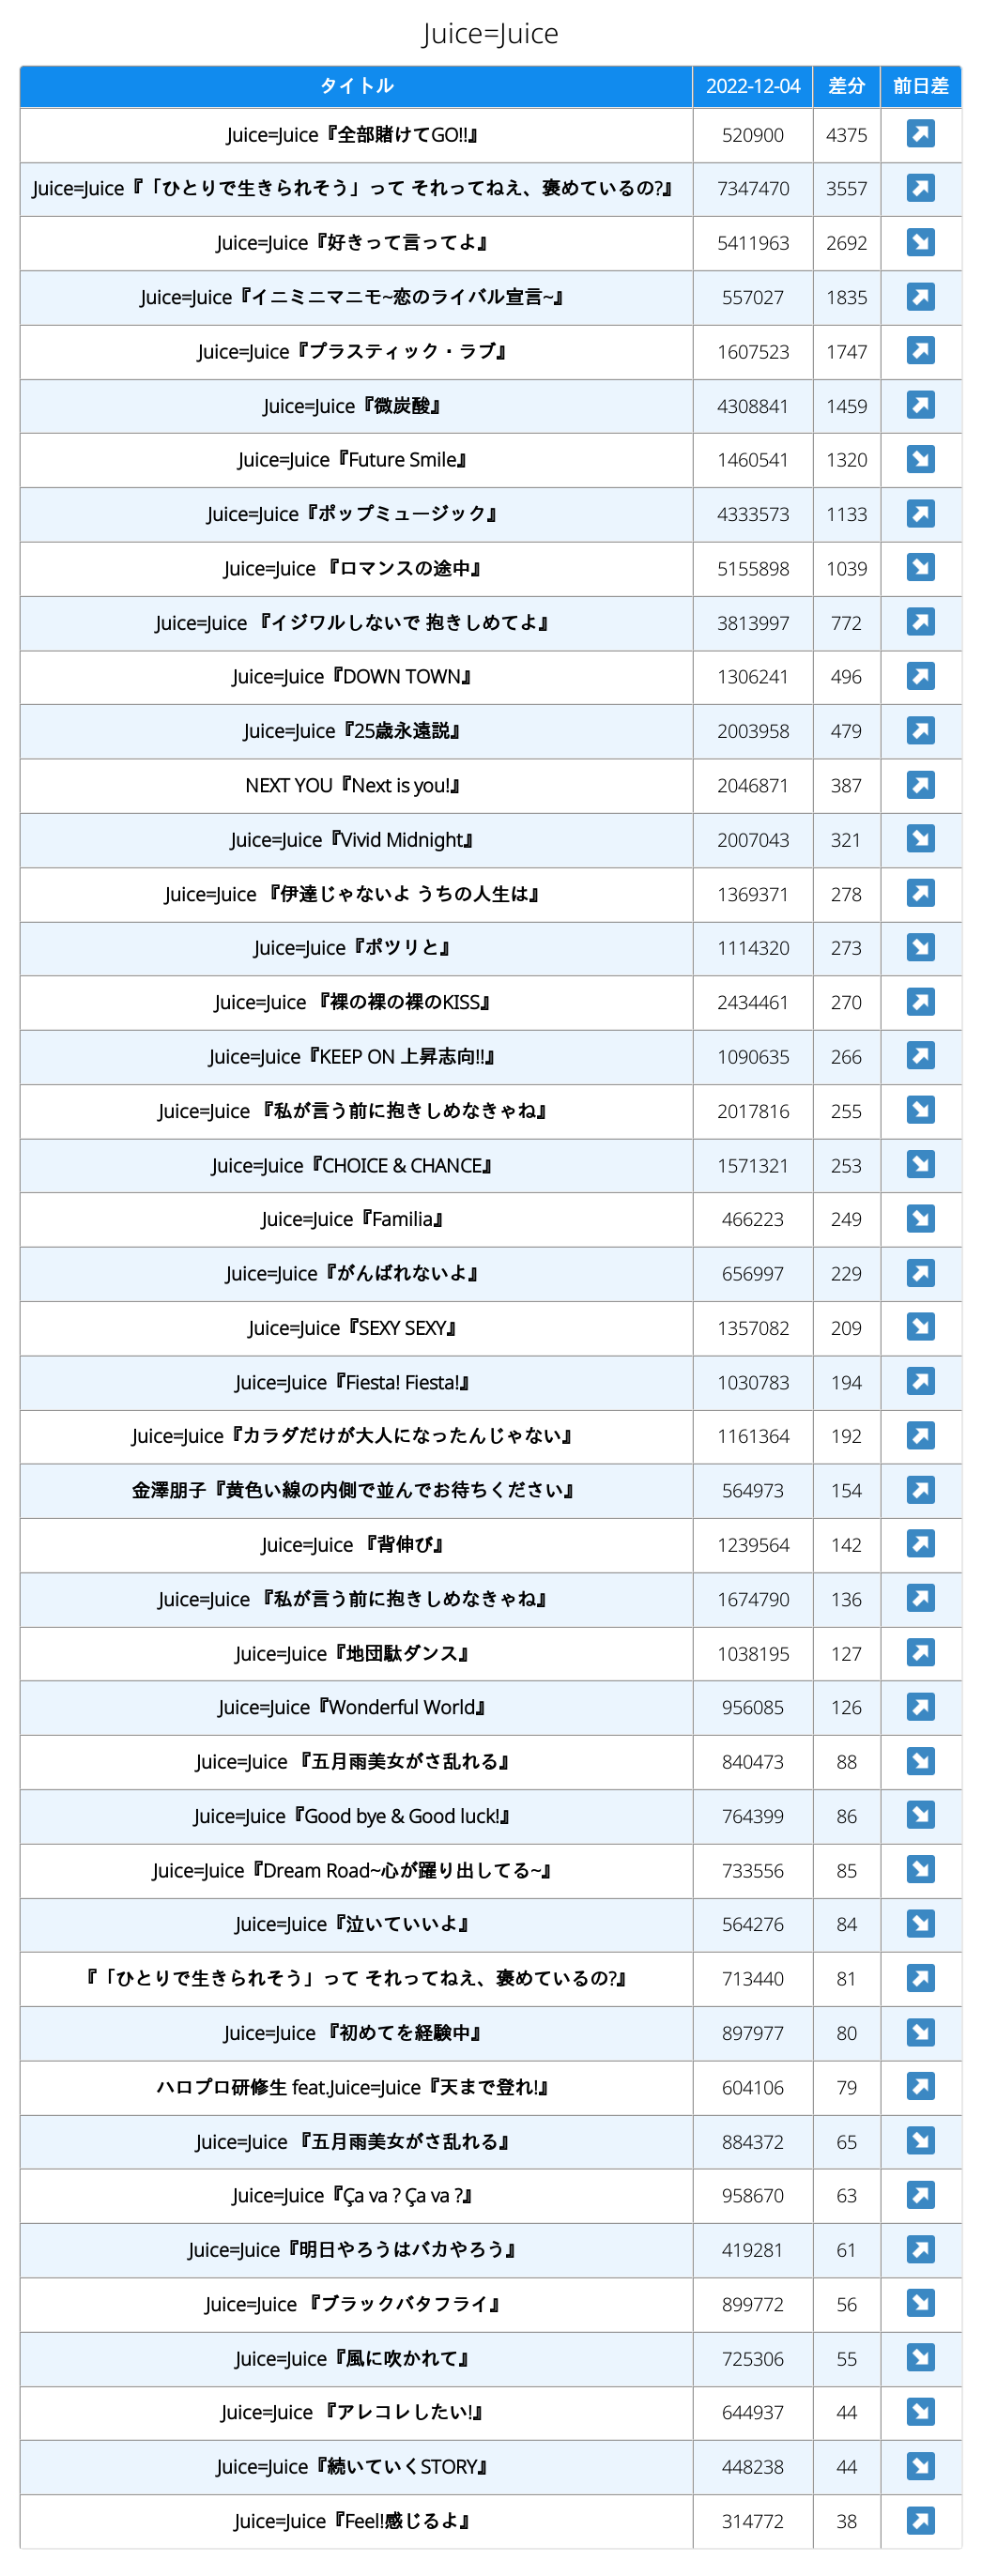 Juice=Juice
タイトル 2022-12-04 差分 前日差
Juice=Juice『全部賭けてGO!!』 520900 4375 ↗
Juice=Juice『「ひとりで生きられそう」って それってねえ、褒めているの?』 7347470 3557 ↗
Juice=Juice『好きって言ってよ』 5411963 2692 ↘
Juice=Juice『イニミニマニモ~恋のライバル宣言~』 557027 1835 ↗
Juice=Juice『プラスティック・ラブ』 1607523 1747 ↗
Juice=Juice『微炭酸』 4308841 1459 ↗
Juice=Juice『Future Smile』 1460541 1320 ↘
Juice=Juice『ポップミュージック』 4333573 1133 ↗
Juice=Juice 『ロマンスの途中』 5155898 1039 ↘
Juice=Juice 『イジワルしないで 抱きしめてよ』 3813997 772 ↗
Juice=Juice『DOWN TOWN』 1306241 496 ↗
Juice=Juice『25歳永遠説』 2003958 479 ↗
NEXT YOU『Next is you!』 2046871 387 ↗
Juice=Juice『Vivid Midnight』 2007043 321 ↘
Juice=Juice 『伊達じゃないよ うちの人生は』 1369371 278 ↗
Juice=Juice『ポツリと』 1114320 273 ↘
Juice=Juice 『裸の裸の裸のKISS』 2434461 270 ↗
Juice=Juice『KEEP ON 上昇志向!!』 1090635 266 ↗
Juice=Juice 『私が言う前に抱きしめなきゃね』 2017816 255 ↘
Juice=Juice『CHOICE & CHANCE』 1571321 253 ↘
Juice=Juice『Familia』 466223 249 ↘
Juice=Juice『がんばれないよ』 656997 229 ↗
Juice=Juice『SEXY SEXY』 1357082 209 ↘
Juice=Juice『Fiesta! Fiesta!』 1030783 194 ↗
Juice=Juice『カラダだけが大人になったんじゃない』 1161364 192 ↗
金澤朋子『黄色い線の内側で並んでお待ちください』 564973 154 ↗
Juice=Juice 『背伸び』 1239564 142 ↗
Juice=Juice 『私が言う前に抱きしめなきゃね』 1674790 136 ↗
Juice=Juice『地団駄ダンス』 1038195 127 ↗
Juice=Juice『Wonderful World』 956085 126 ↗
Juice=Juice 『五月雨美女がさ乱れる』 840473 88 ↘
Juice=Juice『Good bye & Good luck!』 764399 86 ↘
Juice=Juice『Dream Road~心が躍り出してる~』 733556 85 ↘
Juice=Juice『泣いていいよ』 564276 84 ↘
『「ひとりで生きられそう」って それってねえ、褒めているの?』 713440 81 ↗
Juice=Juice 『初めてを経験中』 897977 80 ↘
ハロプロ研修生 feat.Juice=Juice『天まで登れ!』 604106 79 ↗
Juice=Juice 『五月雨美女がさ乱れる』 884372 65 ↘
Juice=Juice『Ça va ? Ça va ?』 958670 63 ↗
Juice=Juice『明日やろうはバカやろう』 419281 61 ↗
Juice=Juice 『ブラックバタフライ』 899772 56 ↘
Juice=Juice『風に吹かれて』 725306 55 ↘
Juice=Juice 『アレコレしたい!』 644937 44 ↘
Juice=Juice『続いていくSTORY』 448238 44 ↘
Juice=Juice『Feel!感じるよ』 314772 38 ↗